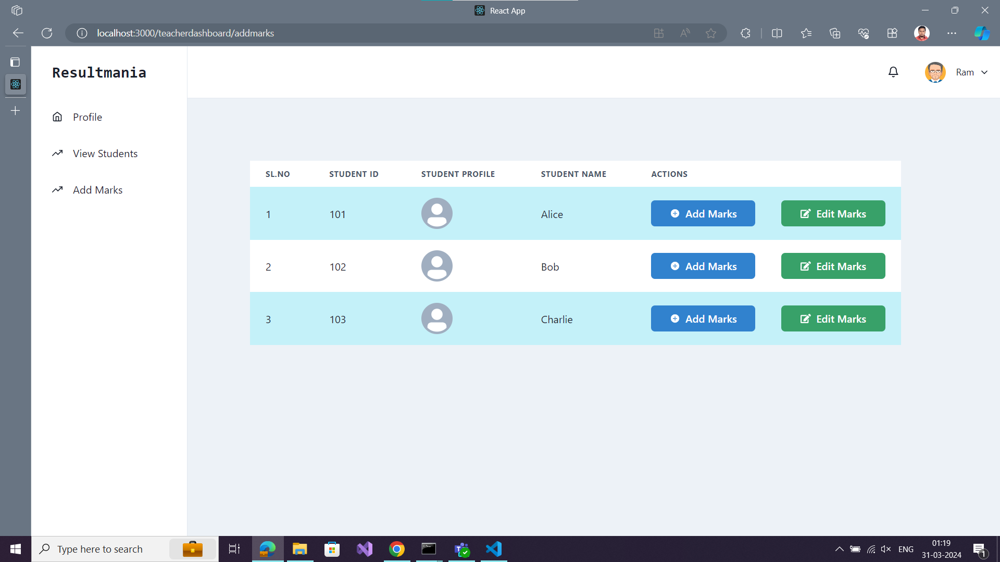 React App
localhost:3000/teacherdashboard/addmarks
Resultmania
Ram
Profile
View Students
Add Marks
SL.NO STUDENT ID STUDENT PROFILE STUDENT NAME ACTIONS
1 101 Alice Add Marks Edit Marks
2 102 Bob Add Marks Edit Marks
3 103 Charlie Add Marks Edit Marks
Type here to search
ENG
01:19
31-03-2024
1